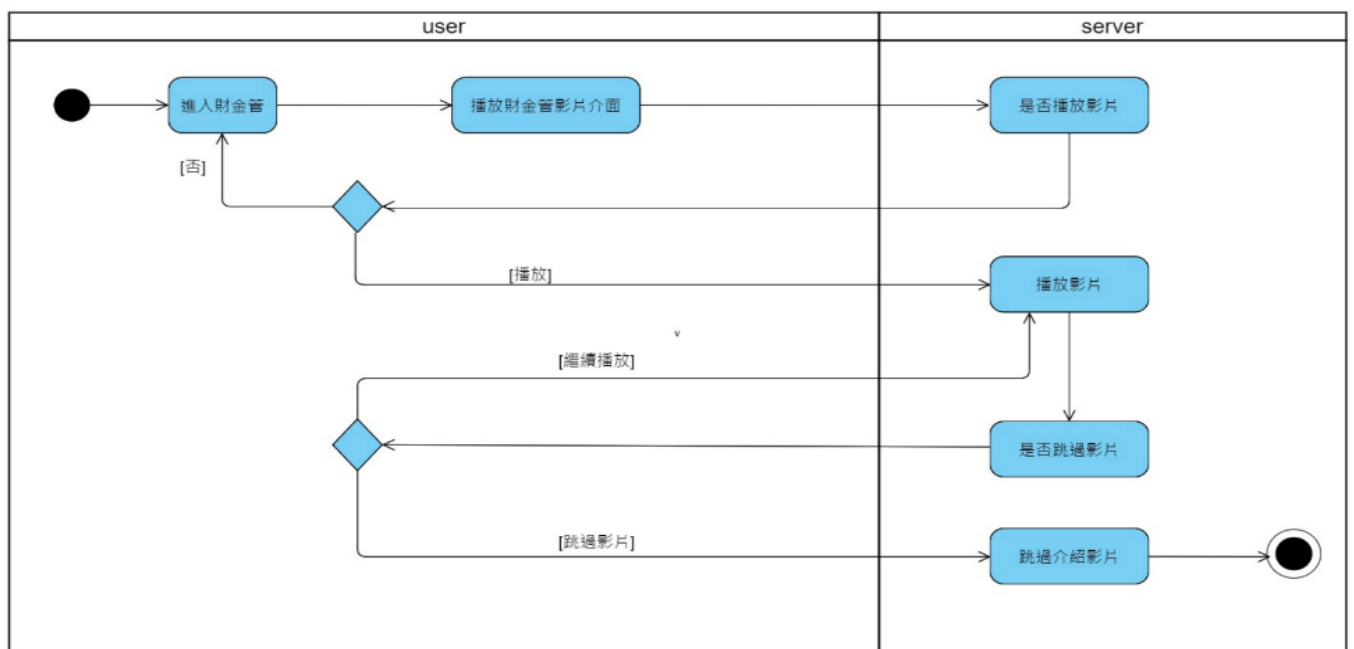 user
server
進入財金管
播放財金管影片介面
是否播放影片
[否]
[播放]
播放影片
v
[繼續播放]
是否跳過影片
[跳過影片]
跳過介紹影片